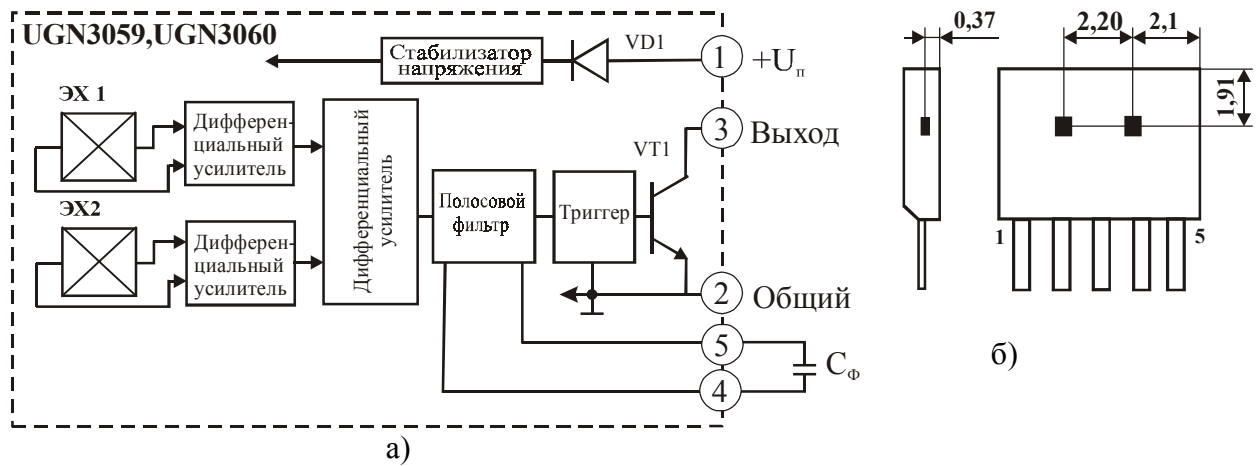 UGN3059,UGN3060
Стабилизатор
напряжения
VD1
1
+Uп
ЭХ 1
Дифферен-
циальный
усилитель
Дифференциальный
усилитель
3
Выход
VT1
Полосовой
фильтр
Триггер
ЭХ2
Дифферен-
циальный
усилитель
2
Общий
5
4
CФ
а)
0,37
2,20
2,1
1,91
1
5
б)